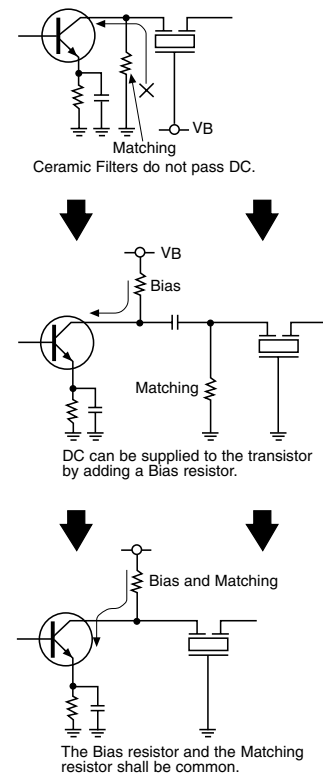 VB
Matching
Ceramic Filters do not pass DC.
VB
Bias
Matching
DC can be supplied to the transistor
by adding a Bias resistor.
Bias and Matching
The Bias resistor and the Matching
resistor shall be common.